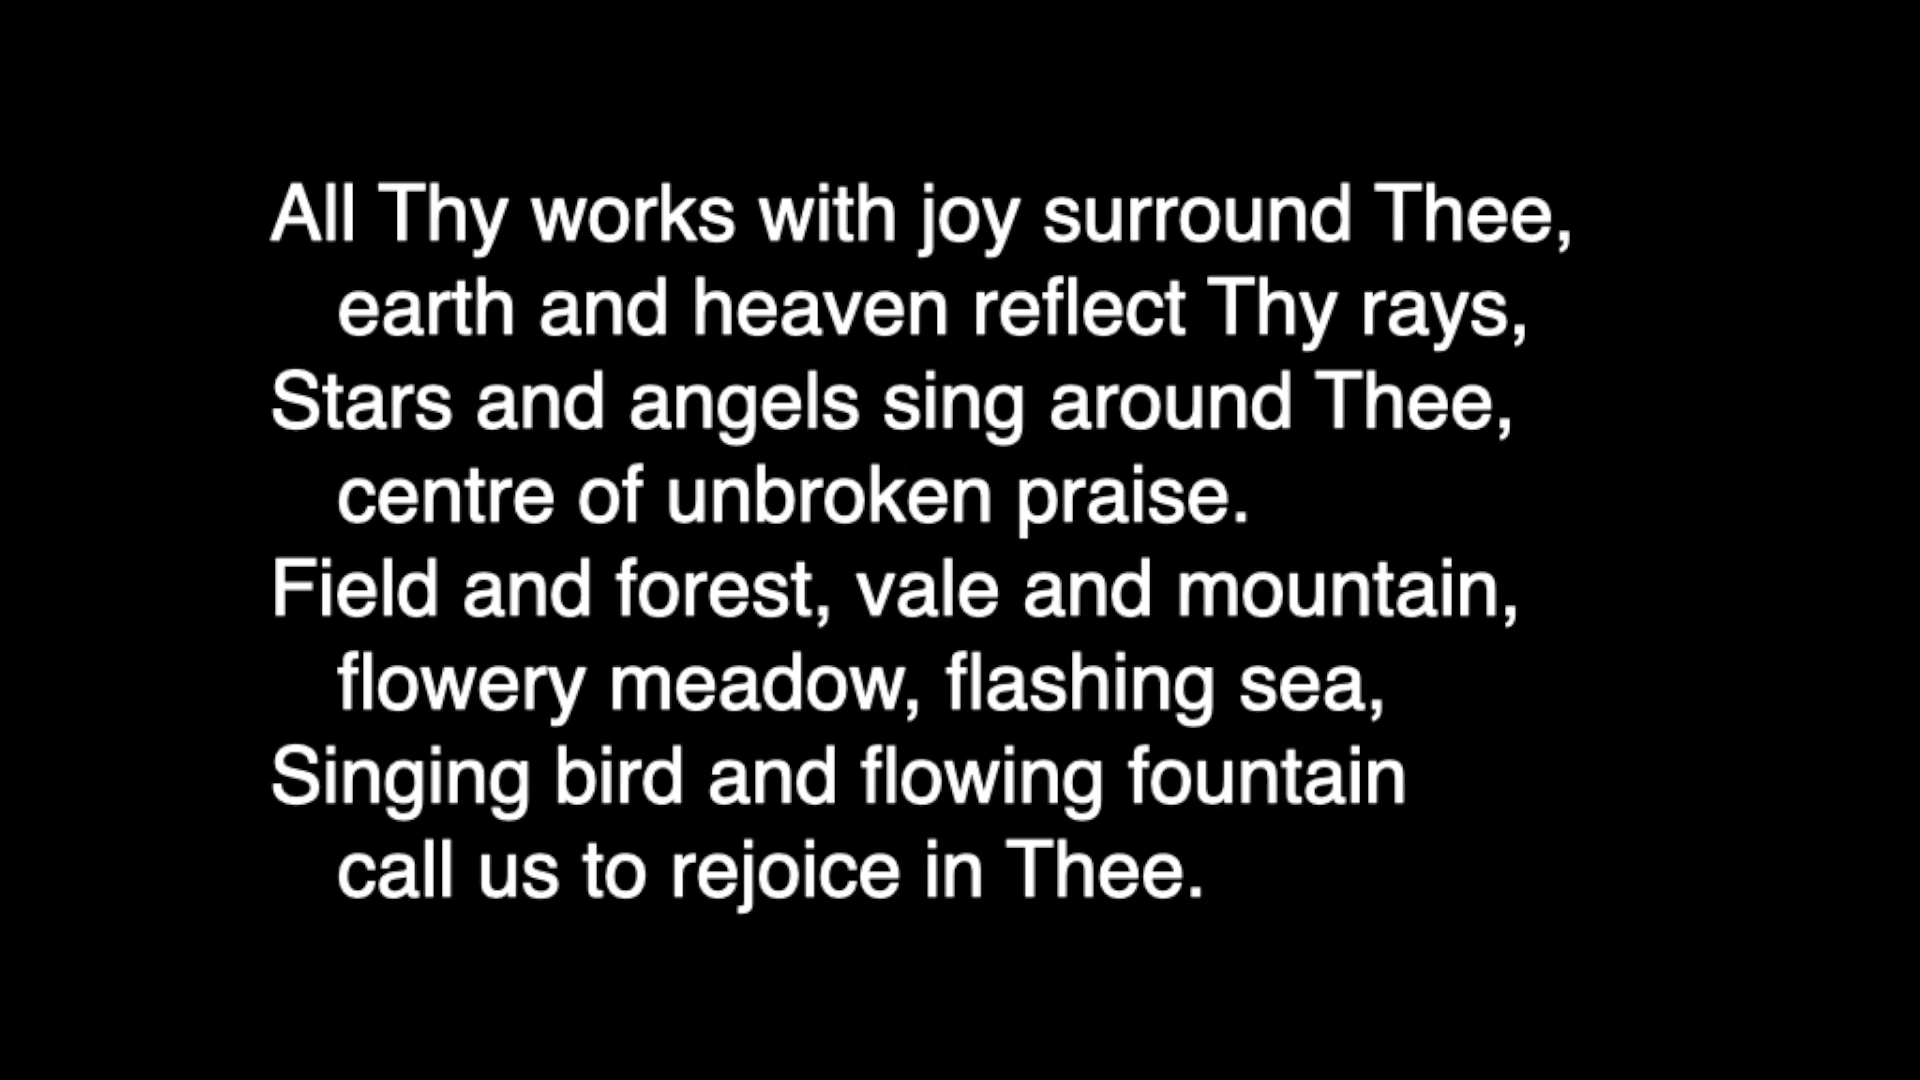 All Thy works with joy surround Thee,
earth and heaven reflect Thy rays,
Stars and angels sing around Thee,
centre of unbroken praise.
Field and forest, vale and mountain,
flowery meadow, flashing sea,
Singing bird and flowing fountain
call us to rejoice in Thee.